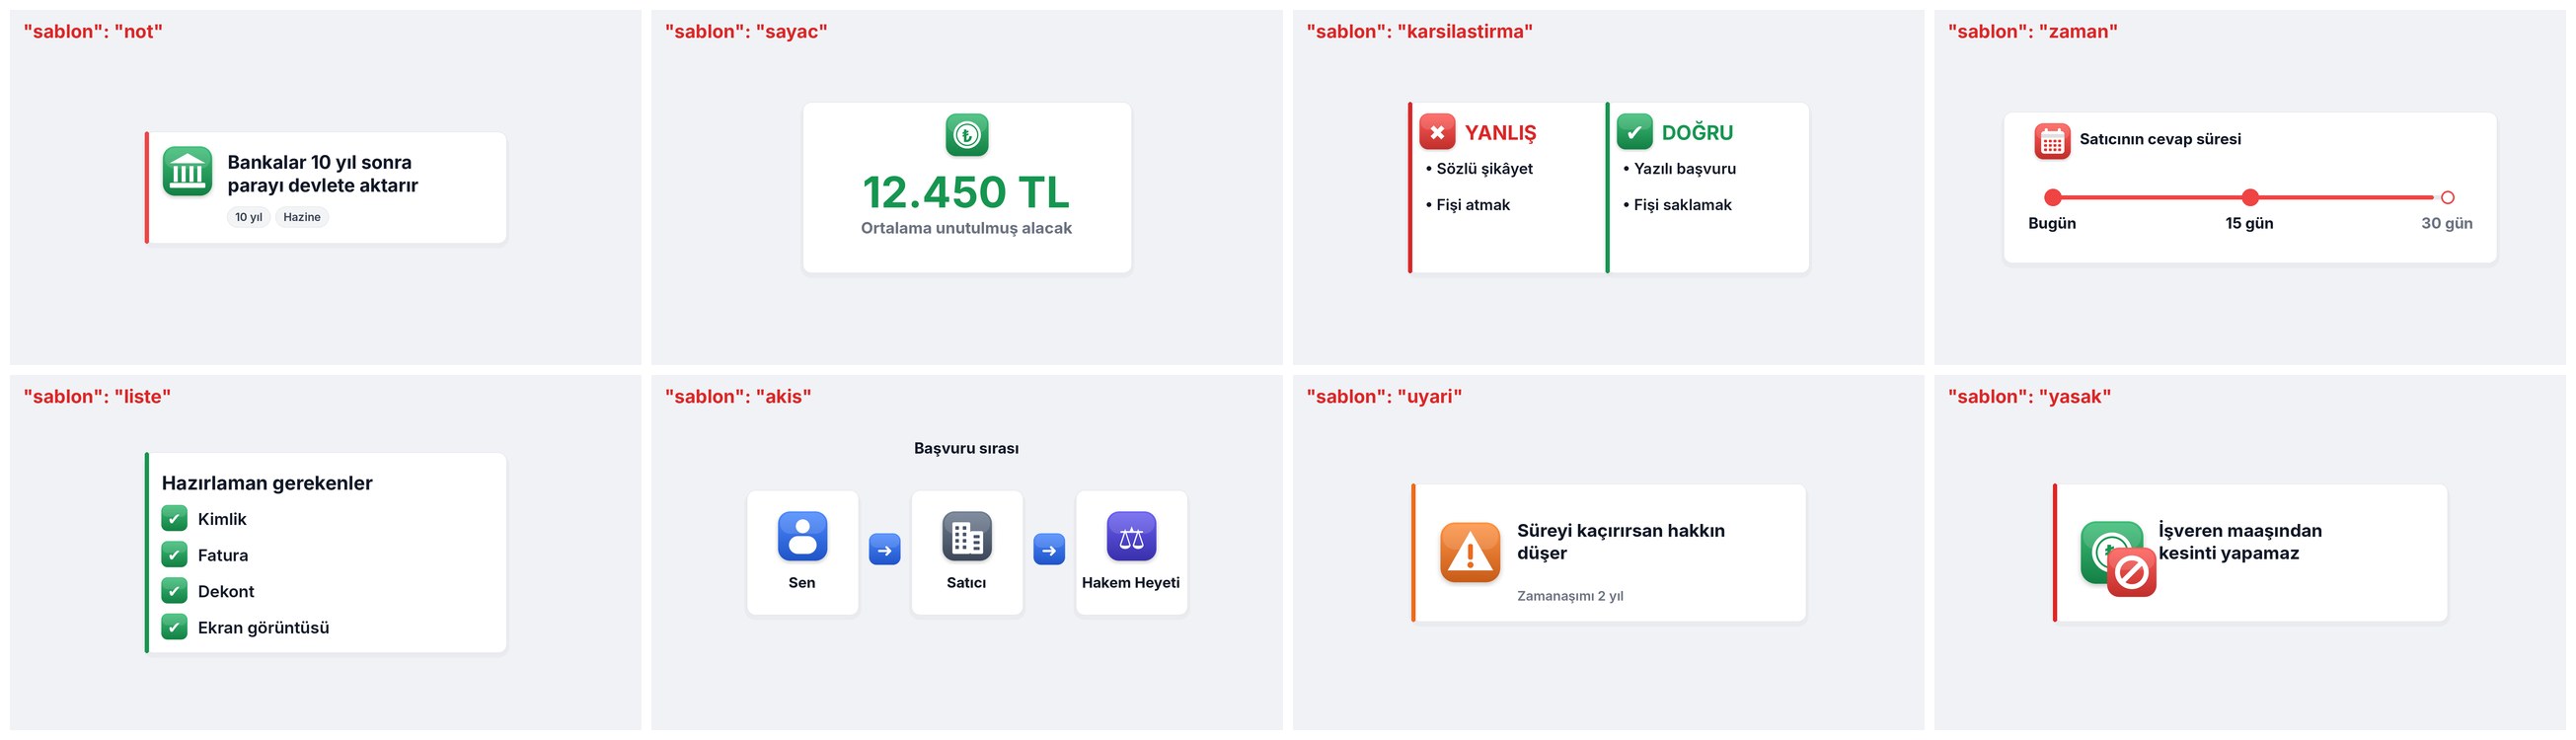 "sablon": "not"
Bankalar 10 yıl sonra
parayı devlete aktarır
10 yıl
Hazine
"sablon": "sayac"
₺
12.450 TL
Ortalama unutulmuş alacak
"sablon": "karsilastirma"
YANLIŞ
• Sözlü şikâyet
• Fişi atmak
DOĞRU
• Yazılı başvuru
• Fişi saklamak
"sablon": "zaman"
Satıcının cevap süresi
Bugün
15 gün
30 gün
"sablon": "liste"
Hazırlaman gerekenler
Kimlik
Fatura
Dekont
Ekran görüntüsü
"sablon": "akis"
Başvuru sırası
Sen
Satıcı
Hakem Heyeti
"sablon": "uyari"
Süreyi kaçırırsan hakkın
düşer
Zamanaşımı 2 yıl
"sablon": "yasak"
İşveren maaşından
kesinti yapamaz